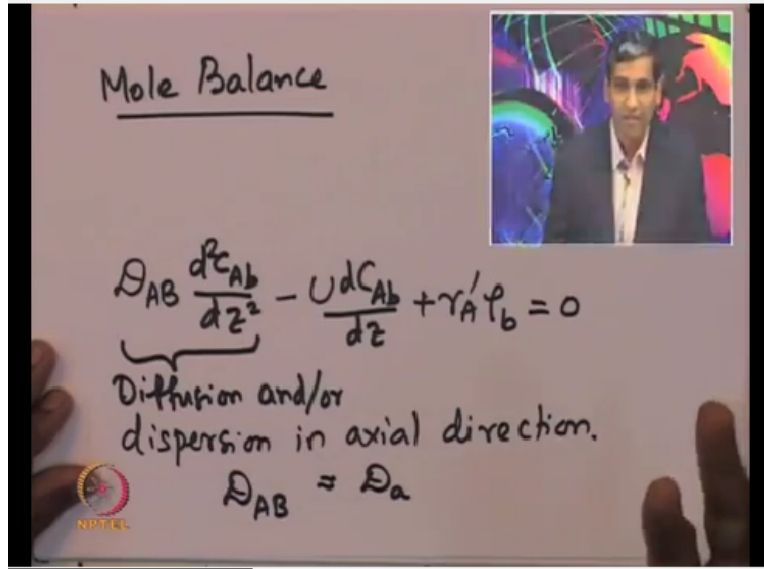 Mole Balance
D_AB d²C_Ab/dz² - U dC_Ab/dz + r_A' ρ_b = 0
Diffusion and/or
dispersion in axial direction.
D_AB ≈ D_a
NPTEL